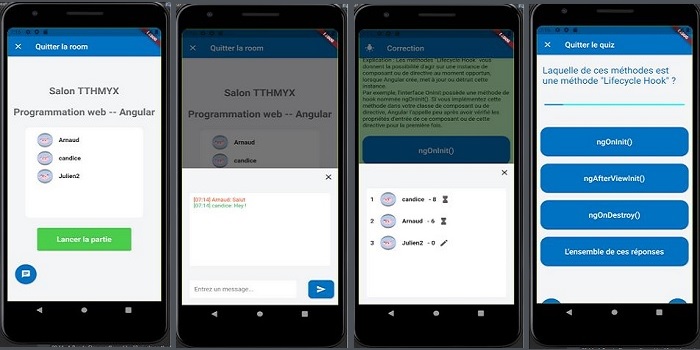 Quitter la room
Salon TTHMYX
Programmation web -- Angular
Arnaud
candice
Julien2
Lancer la partie
Quitter la room
Salon TTHMYX
Programmation web -- Angular
Arnaud
candice
[07:14] Arnaud: Salut
[07:14] candice: Hey !
Entrez un message...
Correction
Explication : Les méthodes "Lifecycle Hook" vous
donnent la possibilité d'agir sur une instance de
composant ou de directive au moment opportun,
lorsque Angular crée, met à jour ou détruit cette
instance.
Par exemple, l'interface OnInit possède une méthode de
hook nommée ngOnInit(). Si vous implémentez cette
méthode dans votre classe de composant ou de
directive, Angular l'appelle peu après avoir vérifié les
propriétés d'entrée de ce composant ou de cette
directive pour la première fois.
ngOnInit()
1 candice - 8
2 Arnaud - 6
3 Julien2 - 0
Quitter le quiz
Laquelle de ces méthodes est
une méthode "Lifecycle Hook" ?
ngOnInit()
ngAfterViewInit()
ngOnDestroy()
L'ensemble de ces réponses